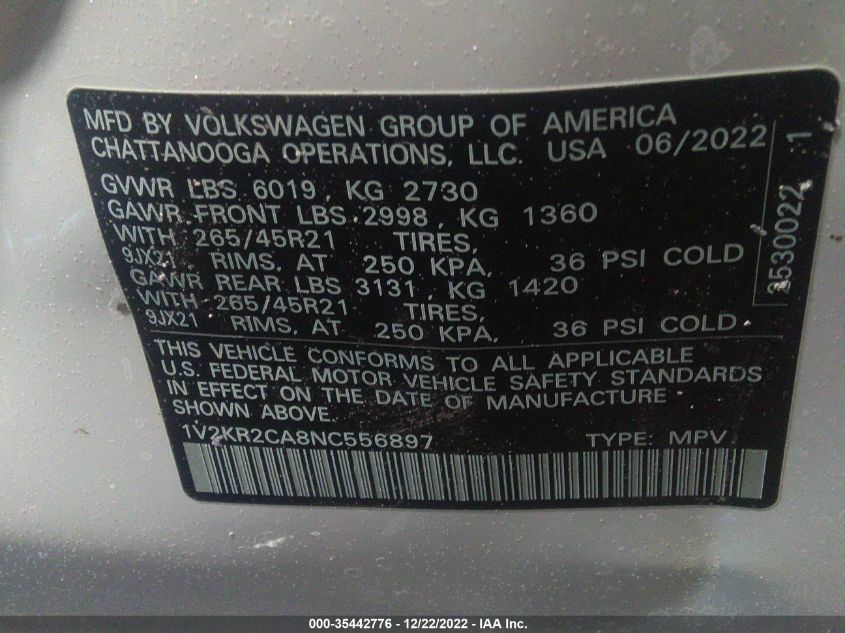 MFD BY VOLKSWAGEN GROUP OF AMERICA
CHATTANOOGA OPERATIONS, LLC. USA 06/2022
GVWR LBS 6019, KG 2730
GAWR FRONT LBS 2998, KG 1360
WITH 265/45R21 TIRES,
9JX21 RIMS, AT 250 KPA, 36 PSI COLD
GAWR REAR LBS 3131, KG 1420
WITH 265/45R21 TIRES,
9JX21 RIMS, AT 250 KPA, 36 PSI COLD
3530022 1
THIS VEHICLE CONFORMS TO ALL APPLICABLE
U.S. FEDERAL MOTOR VEHICLE SAFETY STANDARDS
IN EFFECT ON THE DATE OF MANUFACTURE
SHOWN ABOVE.
1V2KR2CA8NC556897 TYPE: MPV
000-35442776 - 12/22/2022 - IAA Inc.